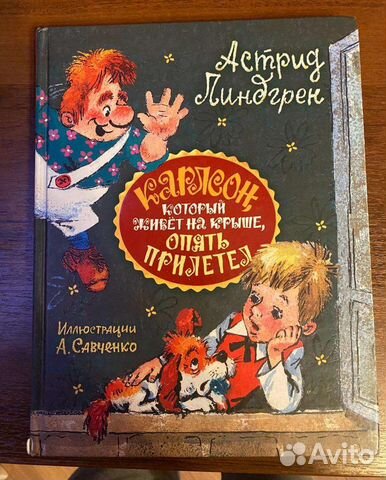 Астрид
Линдгрен
Карлсон,
который
живёт на крыше,
опять
прилетел
Иллюстрации
А. Савченко
Avito